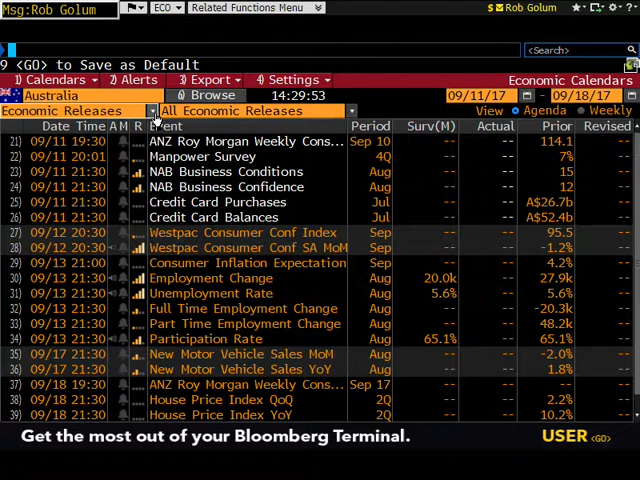 Msg:Rob Golum ECO Related Functions Menu Rob Golum
<Search>
9 <GO> to Save as Default
1) Calendars 2) Alerts 3) Export 4) Settings Economic Calendars
Australia 6) Browse 14:29:53 09/11/17 - 09/18/17
Economic Releases All Economic Releases View Agenda Weekly
Date Time A M R Event Period Surv(M) Actual Prior Revised
21) 09/11 19:30 ANZ Roy Morgan Weekly Cons... Sep 10 -- -- 114.1 --
22) 09/11 20:01 Manpower Survey 4Q -- -- 7% --
23) 09/11 21:30 NAB Business Conditions Aug -- -- 15 --
24) 09/11 21:30 NAB Business Confidence Aug -- -- 12 --
25) 09/11 21:30 Credit Card Purchases Jul -- -- A$26.7b --
26) 09/11 21:30 Credit Card Balances Jul -- -- A$52.4b --
27) 09/12 20:30 Westpac Consumer Conf Index Sep -- -- 95.5 --
28) 09/12 20:30 Westpac Consumer Conf SA MoM Sep -- -- -1.2% --
29) 09/13 21:00 Consumer Inflation Expectation Sep -- -- 4.2% --
30) 09/13 21:30 Employment Change Aug 20.0k -- 27.9k --
31) 09/13 21:30 Unemployment Rate Aug 5.6% -- 5.6% --
32) 09/13 21:30 Full Time Employment Change Aug -- -- -20.3k --
33) 09/13 21:30 Part Time Employment Change Aug -- -- 48.2k --
34) 09/13 21:30 Participation Rate Aug 65.1% -- 65.1% --
35) 09/17 21:30 New Motor Vehicle Sales MoM Aug -- -- -2.0% --
36) 09/17 21:30 New Motor Vehicle Sales YoY Aug -- -- 1.8% --
37) 09/18 19:30 ANZ Roy Morgan Weekly Cons... Sep 17 -- -- -- --
38) 09/18 21:30 House Price Index QoQ 2Q -- -- 2.2% --
39) 09/18 21:30 House Price Index YoY 2Q -- -- 10.2% --
Get the most out of your Bloomberg Terminal. USER <GO>